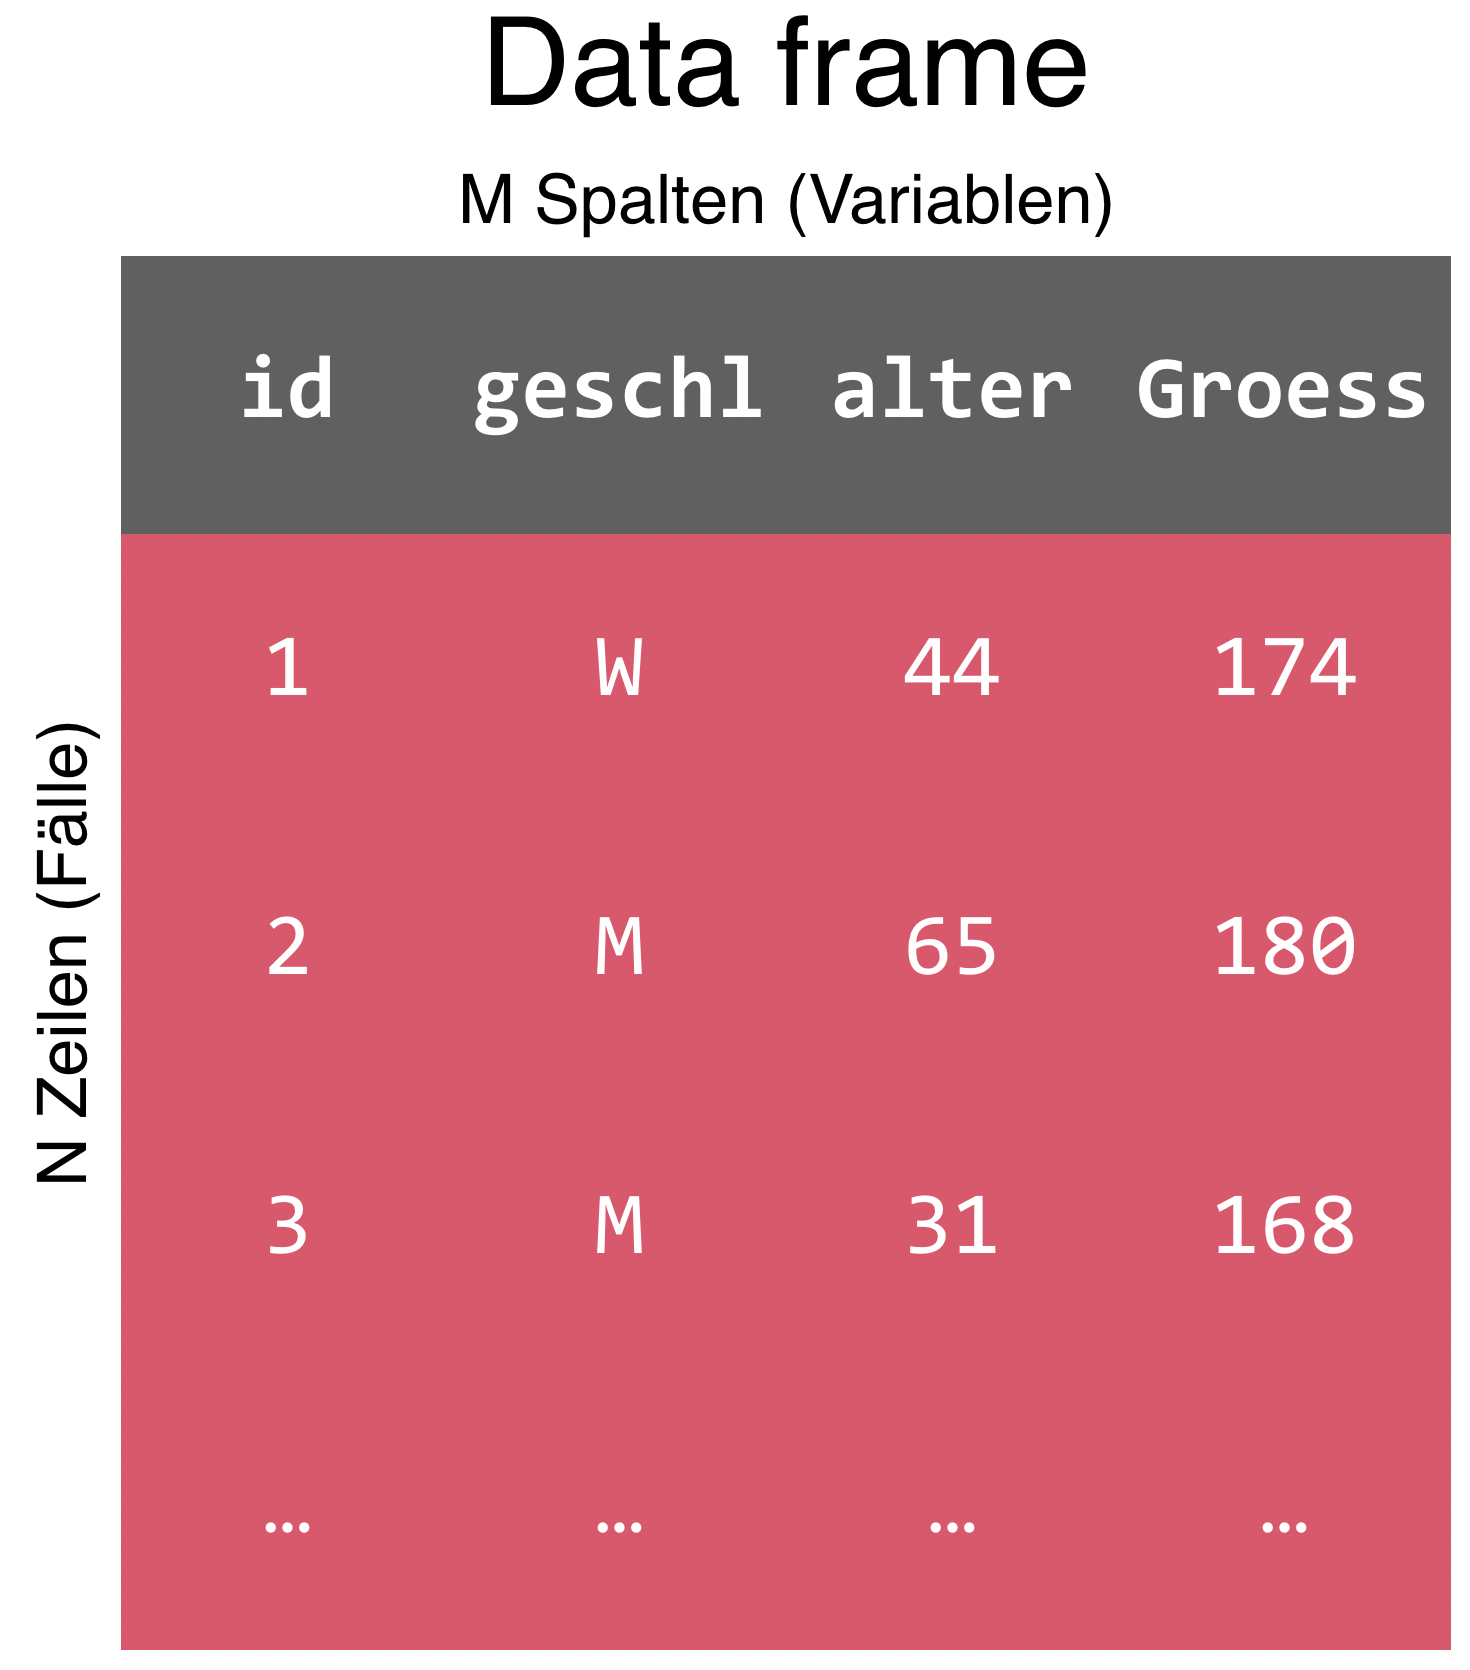 Data frame
M Spalten (Variablen)
N Zeilen (Fälle)
id geschl alter Groess
1 W 44 174
2 M 65 180
3 M 31 168
… … … …